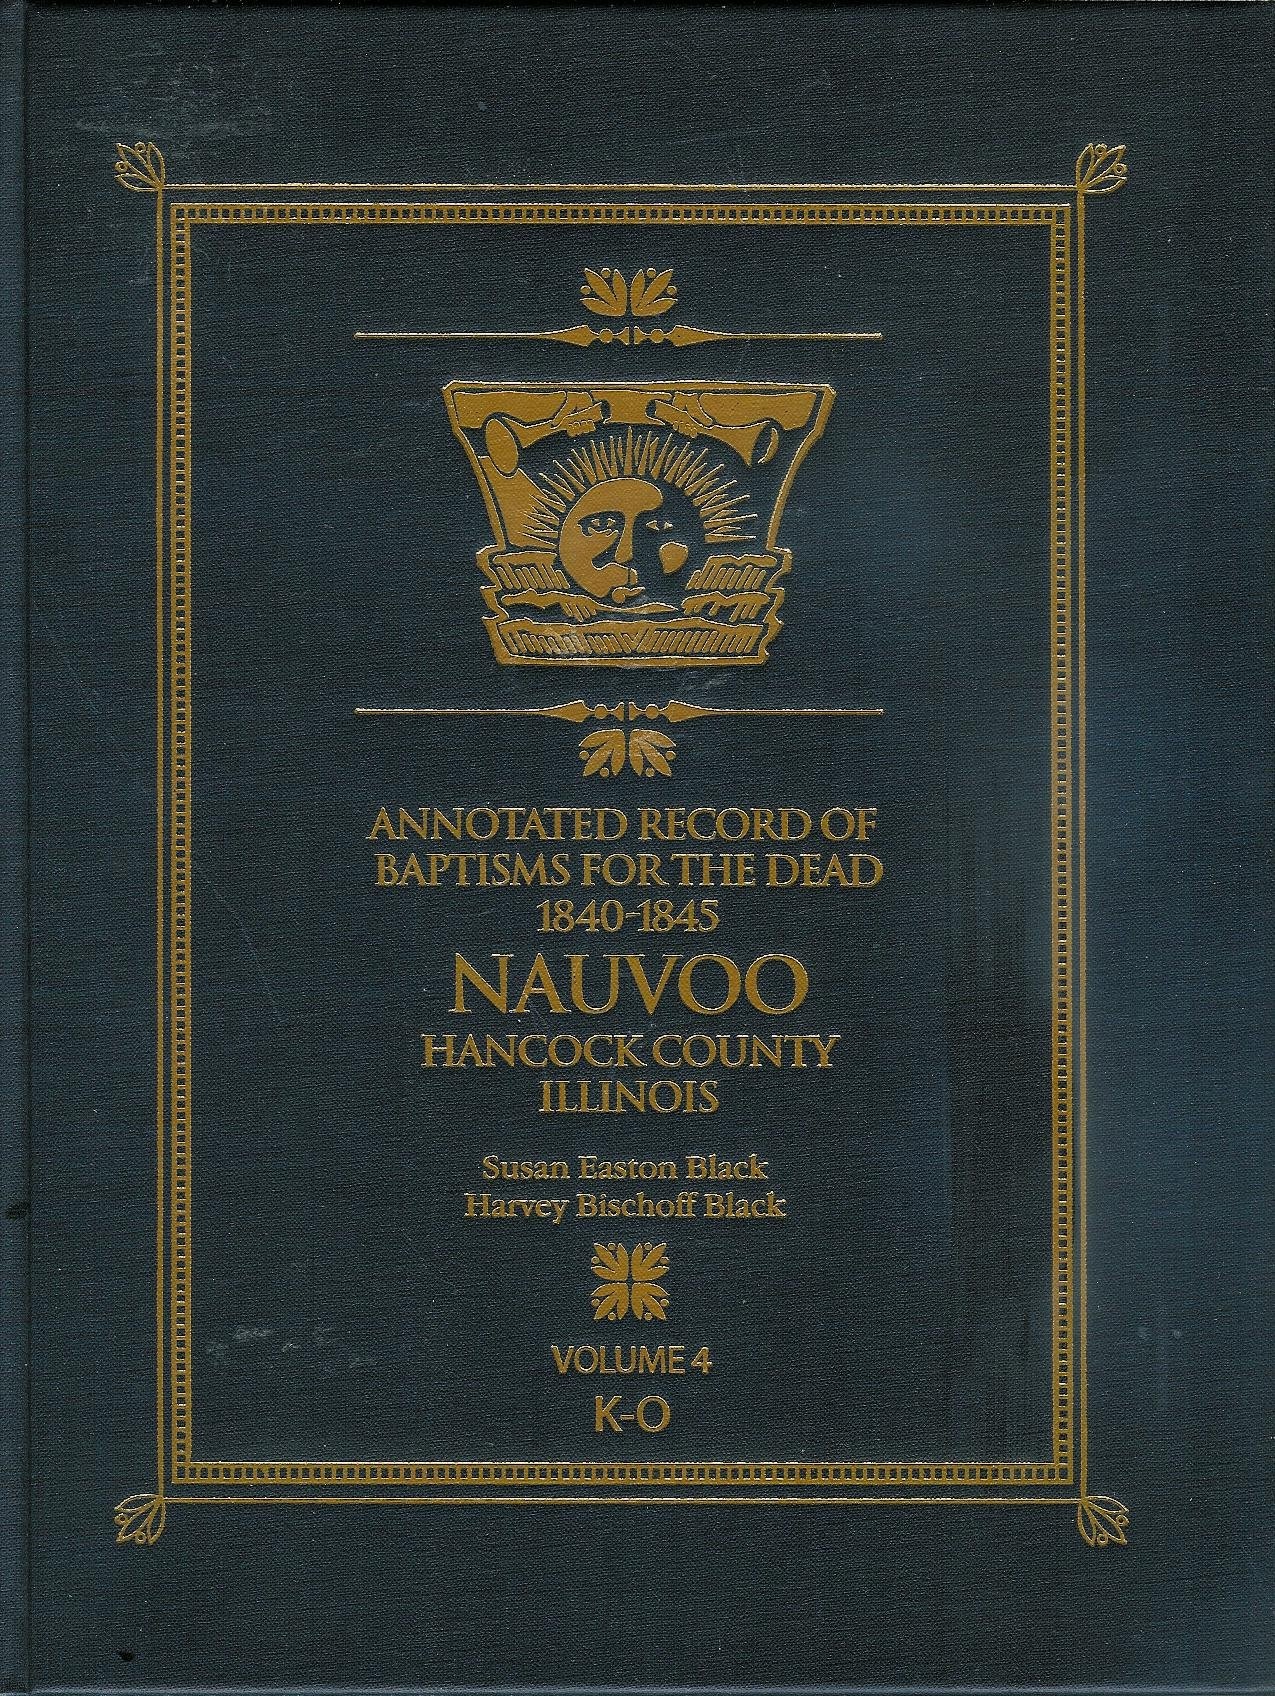 ANNOTATED RECORD OF
BAPTISMS FOR THE DEAD
1840-1845
NAUVOO
HANCOCK COUNTY
ILLINOIS
Susan Easton Black
Harvey Bischoff Black
VOLUME 4
K-O